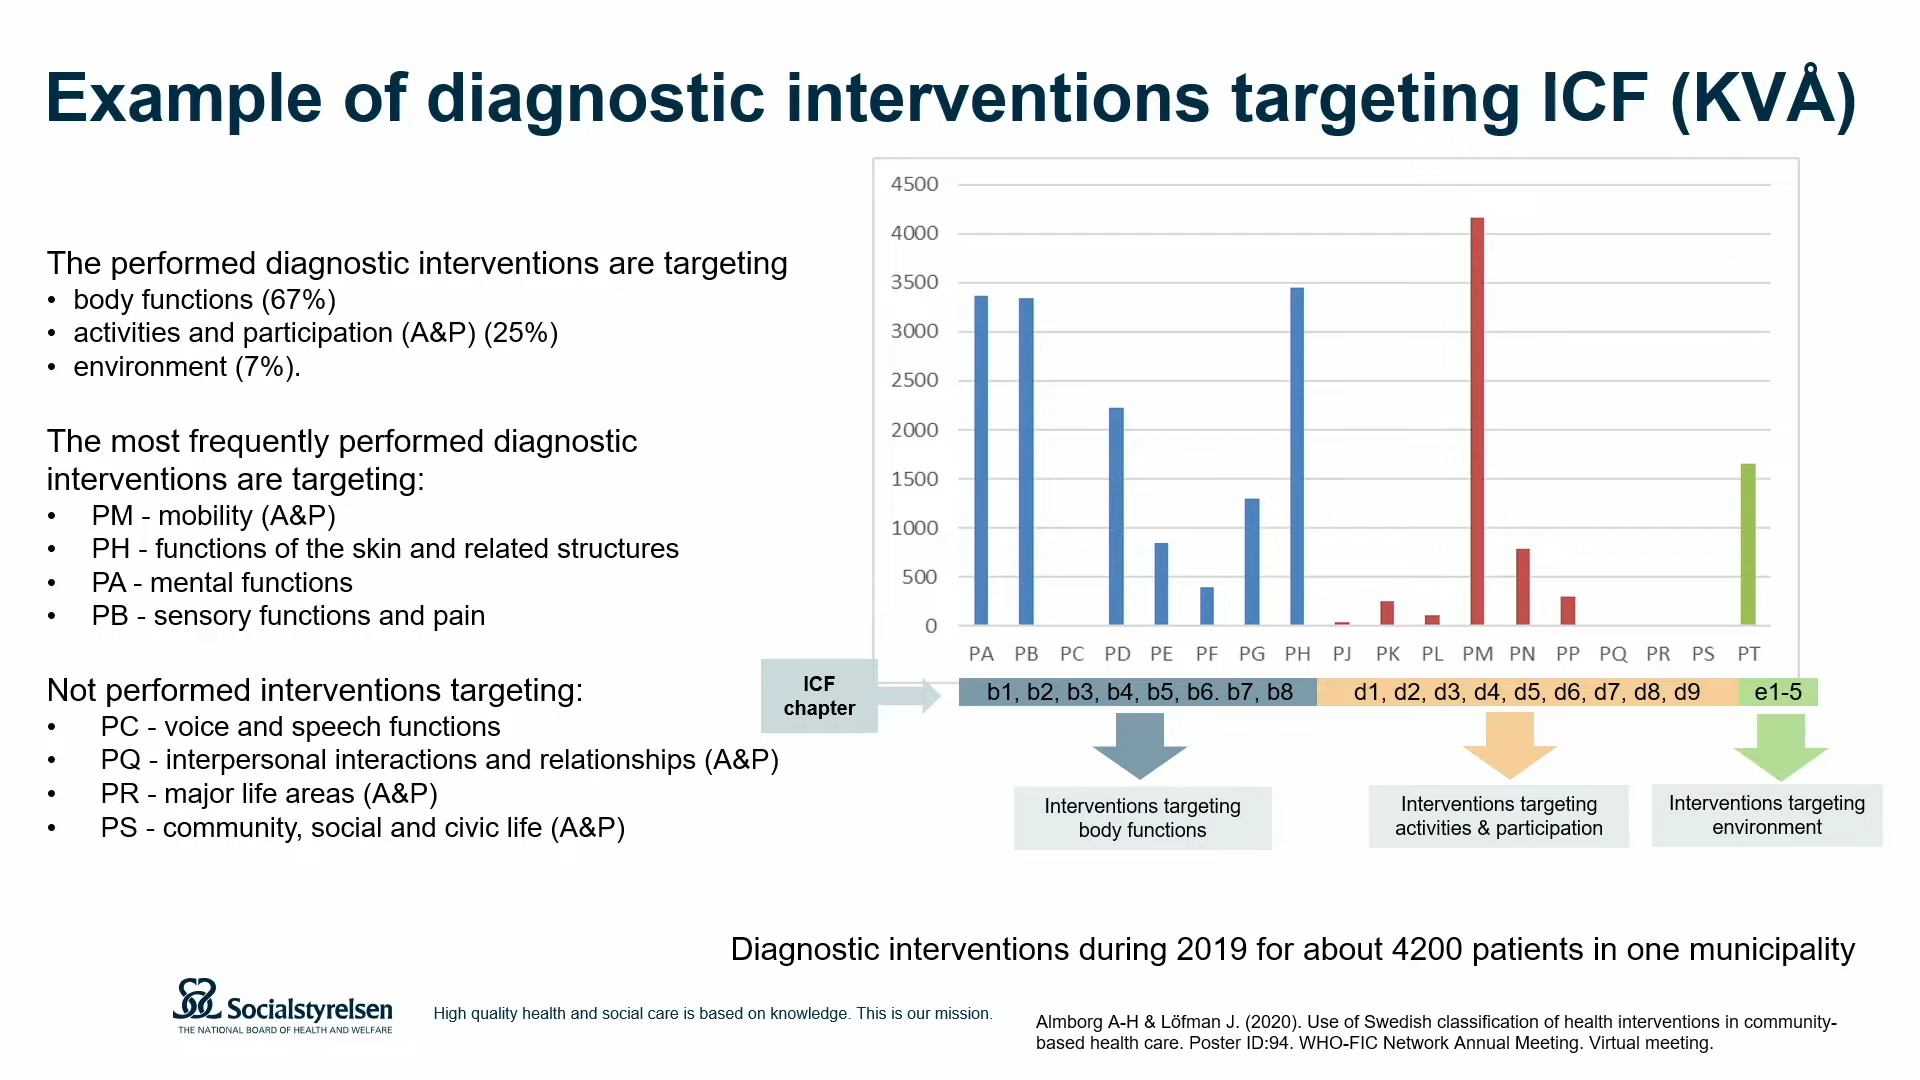 Example of diagnostic interventions targeting ICF (KVÅ)
The performed diagnostic interventions are targeting
• body functions (67%)
• activities and participation (A&P) (25%)
• environment (7%).
The most frequently performed diagnostic
interventions are targeting:
• PM - mobility (A&P)
• PH - functions of the skin and related structures
• PA - mental functions
• PB - sensory functions and pain
Not performed interventions targeting:
• PC - voice and speech functions
• PQ - interpersonal interactions and relationships (A&P)
• PR - major life areas (A&P)
• PS - community, social and civic life (A&P)
4500
4000
3500
3000
2500
2000
1500
1000
500
0
PA PB PC PD PE PF PG PH PJ PK PL PM PN PP PQ PR PS PT
ICF
chapter
b1, b2, b3, b4, b5, b6. b7, b8
d1, d2, d3, d4, d5, d6, d7, d8, d9
e1-5
Interventions targeting
body functions
Interventions targeting
activities & participation
Interventions targeting
environment
Diagnostic interventions during 2019 for about 4200 patients in one municipality
Socialstyrelsen
THE NATIONAL BOARD OF HEALTH AND WELFARE
High quality health and social care is based on knowledge. This is our mission.
Almborg A-H & Löfman J. (2020). Use of Swedish classification of health interventions in community-
based health care. Poster ID:94. WHO-FIC Network Annual Meeting. Virtual meeting.